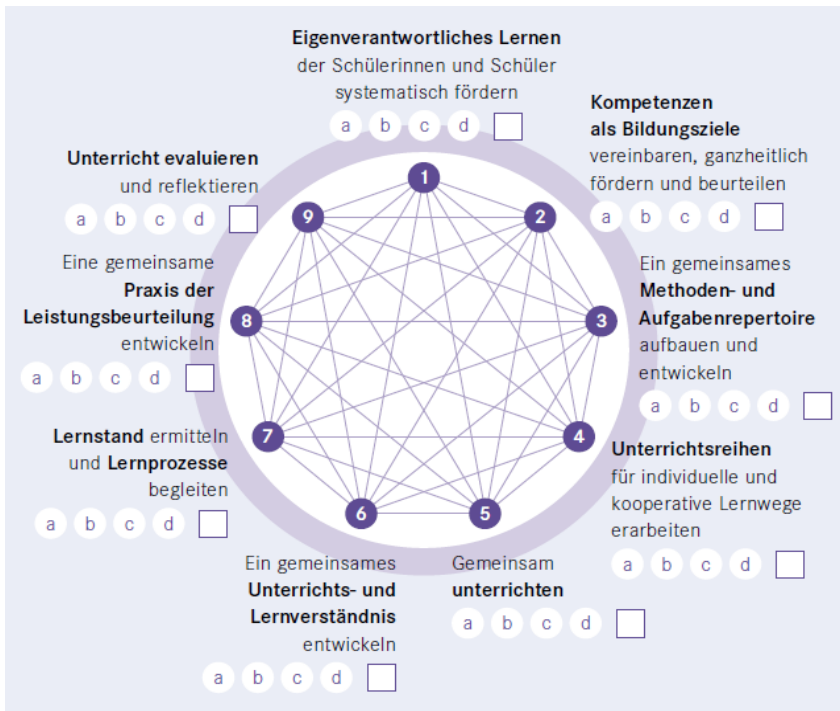 Eigenverantwortliches Lernen
der Schülerinnen und Schüler
systematisch fördern
a b c d
1
Kompetenzen
als Bildungsziele
vereinbaren, ganzheitlich
fördern und beurteilen
a b c d
2
Ein gemeinsames
Methoden- und
Aufgabenrepertoire
aufbauen und
entwickeln
a b c d
3
Unterrichtsreihen
für individuelle und
kooperative Lernwege
erarbeiten
a b c d
4
Gemeinsam
unterrichten
a b c d
5
Ein gemeinsames
Unterrichts- und
Lernverständnis
entwickeln
a b c d
6
Lernstand ermitteln
und Lernprozesse
begleiten
a b c d
7
Eine gemeinsame
Praxis der
Leistungsbeurteilung
entwickeln
a b c d
8
Unterricht evaluieren
und reflektieren
a b c d
9